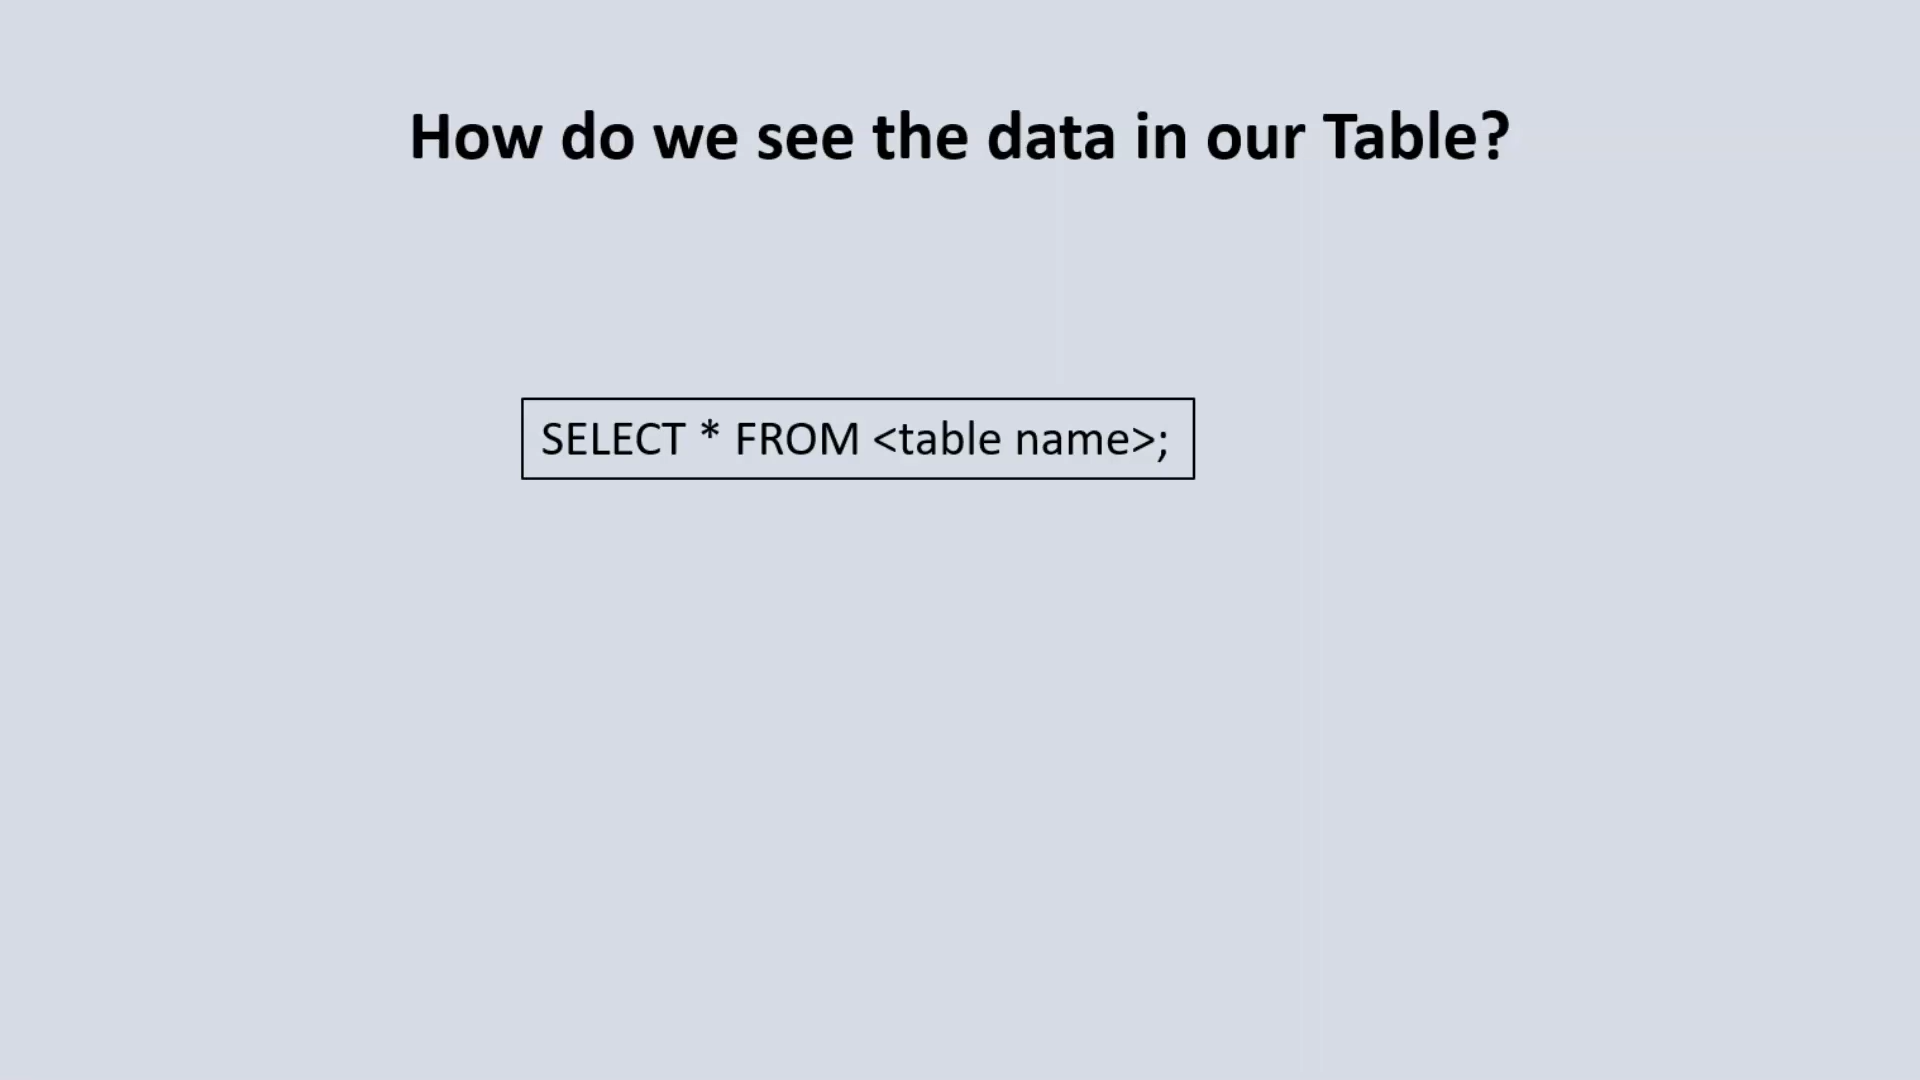 How do we see the data in our Table?
SELECT * FROM <table name>;